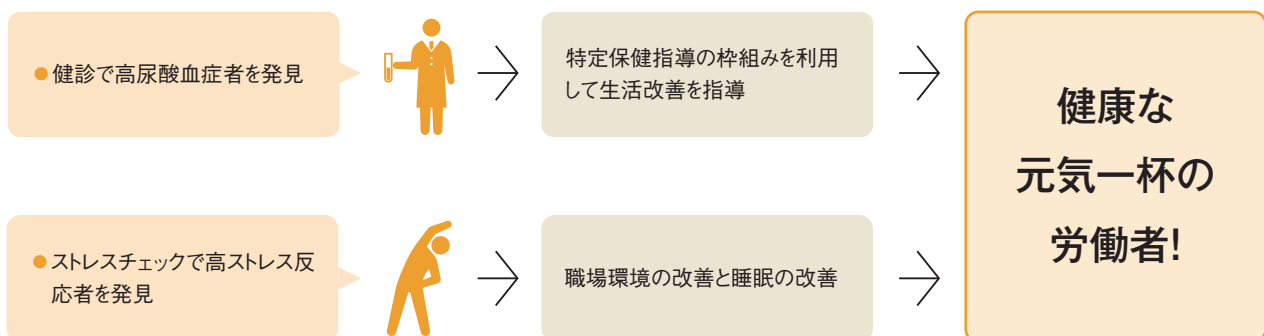 ●健診で高尿酸血症者を発見
特定保健指導の枠組みを利用
して生活改善を指導
●ストレスチェックで高ストレス反
応者を発見
職場環境の改善と睡眠の改善
健康な
元気一杯の
労働者!